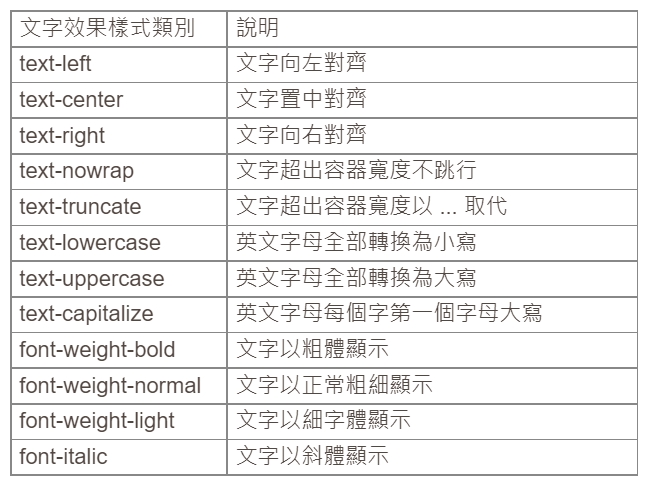 文字效果樣式類別 說明
text-left 文字向左對齊
text-center 文字置中對齊
text-right 文字向右對齊
text-nowrap 文字超出容器寬度不跳行
text-truncate 文字超出容器寬度以 ... 取代
text-lowercase 英文字母全部轉換為小寫
text-uppercase 英文字母全部轉換為大寫
text-capitalize 英文字母每個字第一個字母大寫
font-weight-bold 文字以粗體顯示
font-weight-normal 文字以正常粗細顯示
font-weight-light 文字以細字體顯示
font-italic 文字以斜體顯示